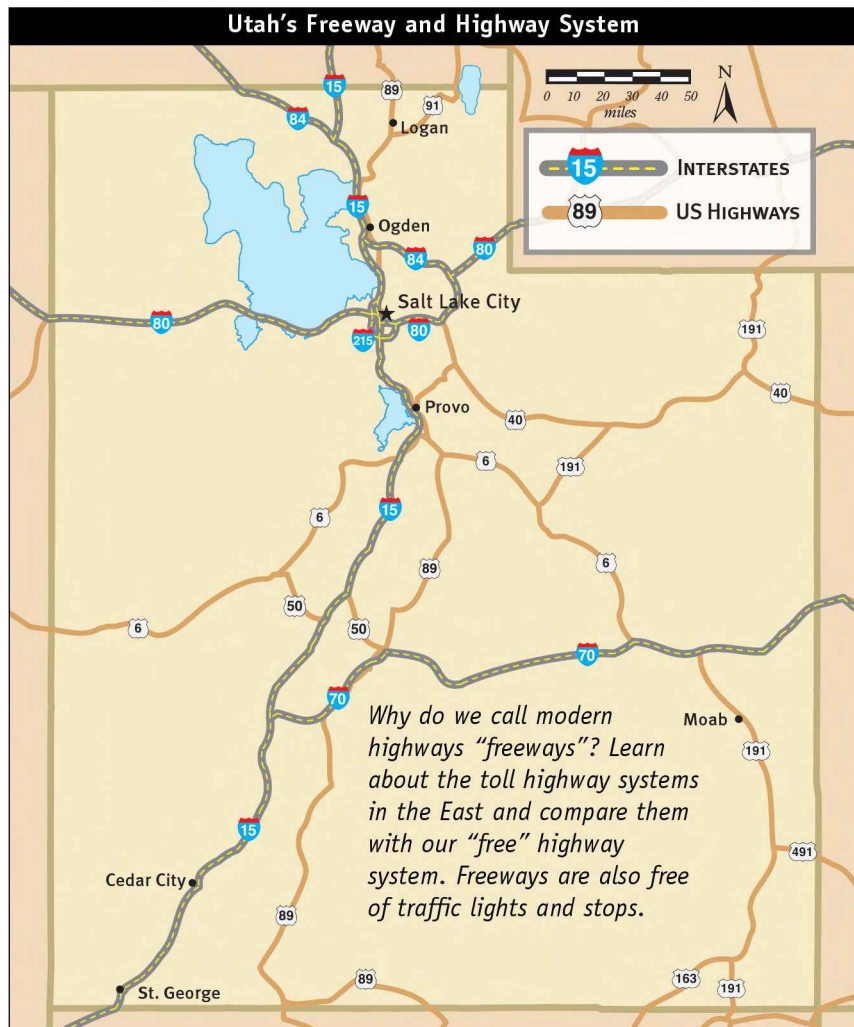 Utah's Freeway and Highway System
N
0 10 20 30 40 50
miles
15
INTERSTATES
89
US HIGHWAYS
15
89
91
84
Logan
15
Ogden
84
80
Salt Lake City
80
215
80
191
Provo
40
40
6
191
15
6
89
6
50
6
50
70
70
Why do we call modern
highways “freeways”? Learn
about the toll highway systems
in the East and compare them
with our “free” highway
system. Freeways are also free
of traffic lights and stops.
Moab
191
15
491
Cedar City
89
St. George
89
163
191